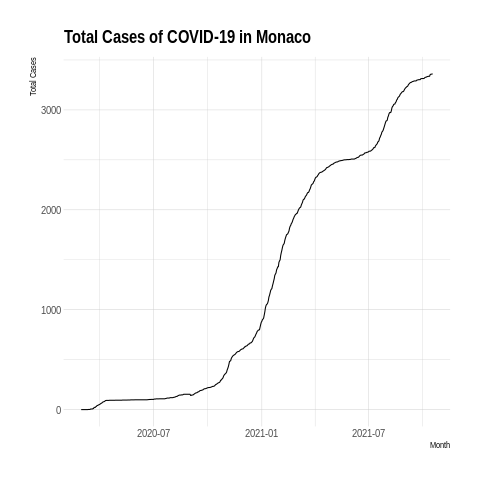 Total Cases of COVID-19 in Monaco
Total Cases
3000
2000
1000
0
2020-07
2021-01
2021-07
Month